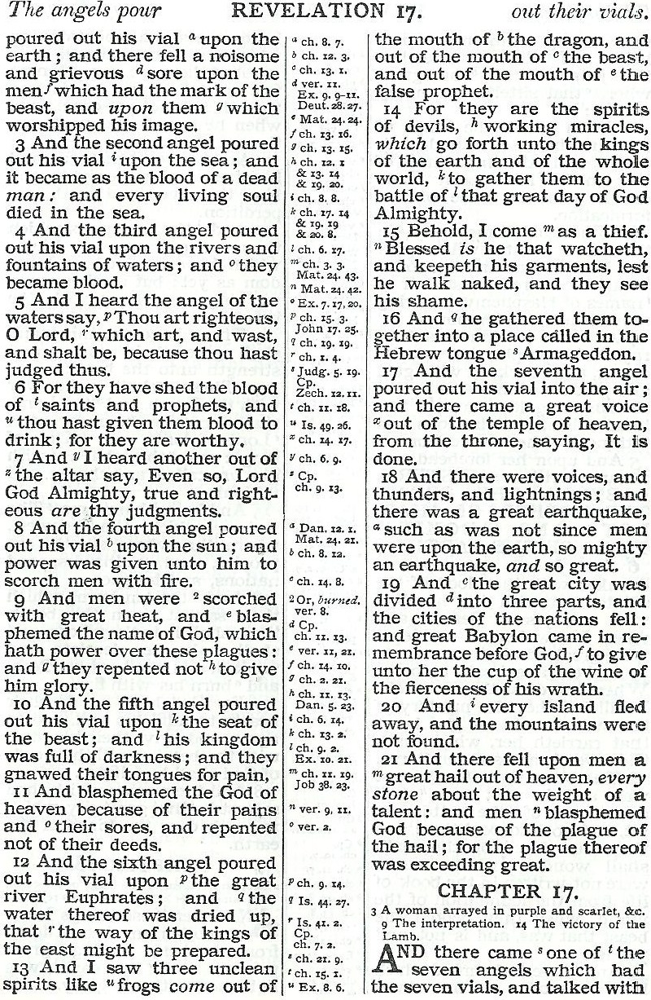 The angels pour REVELATION 17. out their vials.
poured out his vial a upon the
earth; and there fell a noisome
and grievous d sore upon the
men f which had the mark of the
beast, and upon them g which
worshipped his image.
3 And the second angel poured
out his vial i upon the sea; and
it became as the blood of a dead
man: and every living soul
died in the sea.
4 And the third angel poured
out his vial upon the rivers and
fountains of waters; and o they
became blood.
5 And I heard the angel of the
waters say, p Thou art righteous,
O Lord, r which art, and wast,
and shalt be, because thou hast
judged thus.
6 For they have shed the blood
of t saints and prophets, and
u thou hast given them blood to
drink; for they are worthy.
7 And y I heard another out of
z the altar say, Even so, Lord
God Almighty, true and right-
eous are thy judgments.
8 And the fourth angel poured
out his vial b upon the sun; and
power was given unto him to
scorch men with fire.
9 And men were 2 scorched
with great heat, and e blas-
phemed the name of God, which
hath power over these plagues:
and g they repented not h to give
him glory.
10 And the fifth angel poured
out his vial upon k the seat of
the beast; and l his kingdom
was full of darkness; and they
gnawed their tongues for pain,
11 And blasphemed the God of
heaven because of their pains
and o their sores, and repented
not of their deeds.
12 And the sixth angel poured
out his vial upon p the great
river Euphrates; and q the
water thereof was dried up,
that r the way of the kings of
the east might be prepared.
13 And I saw three unclean
spirits like u frogs come out of
a ch. 8. 7.
b ch. 12. 3.
c ch. 13. 1.
d ver. 11.
Ex. 9. 9-11.
Deut. 28. 27.
e Mat. 24. 24.
f ch. 13. 16.
g ch. 13. 15.
h ch. 12. 1
& 13. 14
& 19. 20.
i ch. 8. 8.
k ch. 17. 14
& 19. 19
& 20. 8.
l ch. 6. 17.
m ch. 3. 3.
Mat. 24. 43.
n Mat. 24. 42.
o Ex. 7. 17, 20.
p ch. 15. 3.
John 17. 25.
q ch. 19. 19.
r ch. 1. 4.
s Judg. 5. 19.
Cp.
Zech. 12. 11.
t ch. 11. 18.
u Is. 49. 26.
x ch. 14. 17.
y ch. 6. 9.
z Cp.
ch. 9. 13.
a Dan. 12. 1.
Mat. 24. 21.
b ch. 8. 12.
c ch. 14. 8.
2 Or, burned.
ver. 8.
d Cp.
ch. 11. 13.
e ver. 11, 21.
f ch. 14. 10.
g ch. 2. 21.
h ch. 11. 13.
Dan. 5. 23.
i ch. 6. 14.
k ch. 13. 2.
l ch. 9. 2.
Ex. 10. 21.
m ch. 11. 19.
Job 38. 23.
n ver. 9, 11.
o ver. 2.
p ch. 9. 14.
q Is. 44. 27.
r Is. 41. 2.
Cp.
ch. 7. 2.
s ch. 21. 9.
t ch. 15. 1.
u Ex. 8. 6.
the mouth of b the dragon, and
out of the mouth of c the beast,
and out of the mouth of e the
false prophet.
14 For they are the spirits
of devils, h working miracles,
which go forth unto the kings
of the earth and of the whole
world, k to gather them to the
battle of l that great day of God
Almighty.
15 Behold, I come m as a thief.
n Blessed is he that watcheth,
and keepeth his garments, lest
he walk naked, and they see
his shame.
16 And q he gathered them to-
gether into a place called in the
Hebrew tongue s Armageddon.
17 And the seventh angel
poured out his vial into the air;
and there came a great voice
x out of the temple of heaven,
from the throne, saying, It is
done.
18 And there were voices, and
thunders, and lightnings; and
there was a great earthquake,
a such as was not since men
were upon the earth, so mighty
an earthquake, and so great.
19 And c the great city was
divided d into three parts, and
the cities of the nations fell:
and great Babylon came in re-
membrance before God, f to give
unto her the cup of the wine of
the fierceness of his wrath.
20 And i every island fled
away, and the mountains were
not found.
21 And there fell upon men a
m great hail out of heaven, every
stone about the weight of a
talent: and men n blasphemed
God because of the plague of
the hail; for the plague thereof
was exceeding great.
CHAPTER 17.
3 A woman arrayed in purple and scarlet, &c.
9 The interpretation. 14 The victory of the
Lamb.
AND there came s one of t the
seven angels which had
the seven vials, and talked with